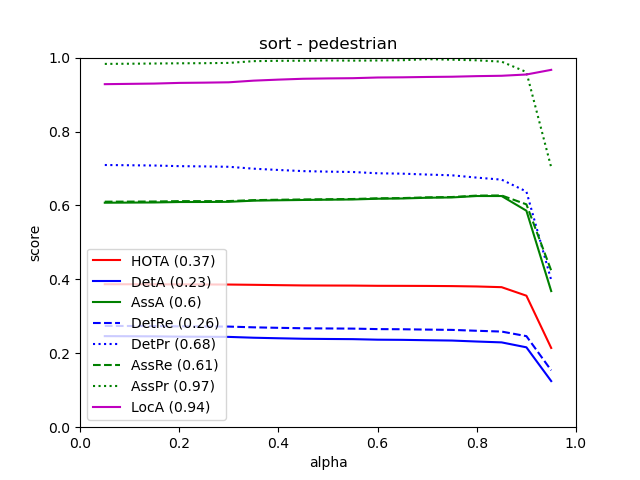 sort - pedestrian
1.0
0.8
0.6
0.4
0.2
0.0
score
HOTA (0.37)
DetA (0.23)
AssA (0.6)
DetRe (0.26)
DetPr (0.68)
AssRe (0.61)
AssPr (0.97)
LocA (0.94)
0.0 0.2 0.4 0.6 0.8 1.0
alpha